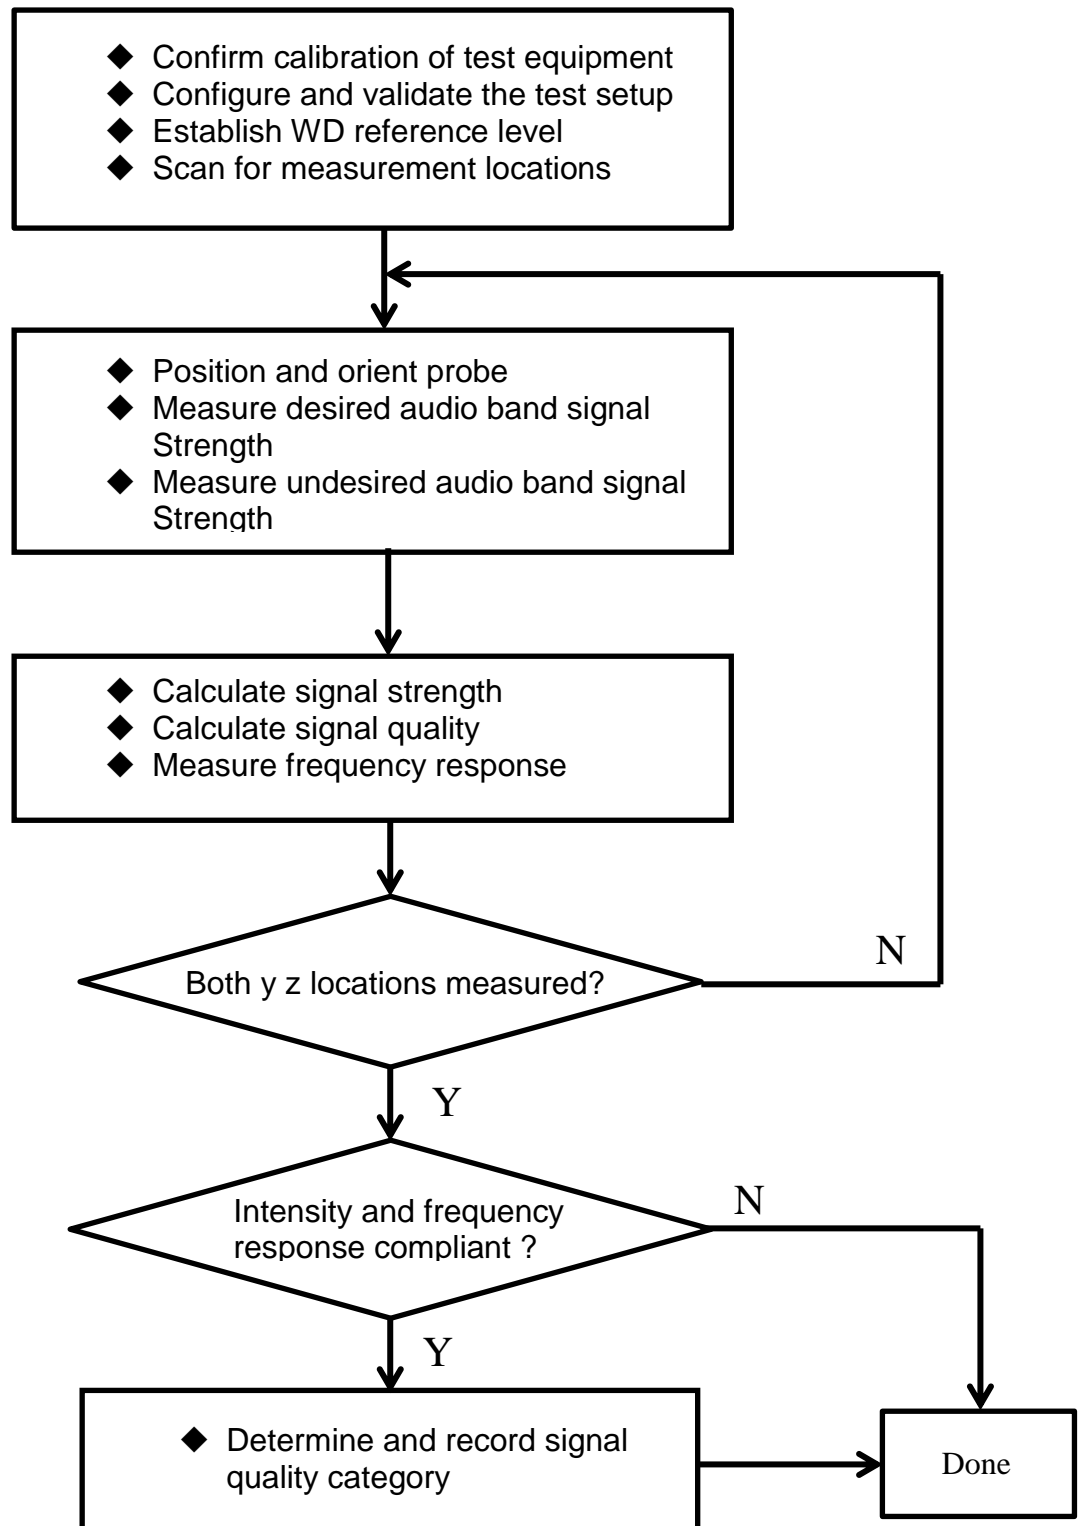 ◆ Confirm calibration of test equipment
◆ Configure and validate the test setup
◆ Establish WD reference level
◆ Scan for measurement locations
◆ Position and orient probe
◆ Measure desired audio band signal
Strength
◆ Measure undesired audio band signal
Strength
◆ Calculate signal strength
◆ Calculate signal quality
◆ Measure frequency response
Both y z locations measured?
N
Y
Intensity and frequency
response compliant ?
N
Y
◆ Determine and record signal
quality category
Done